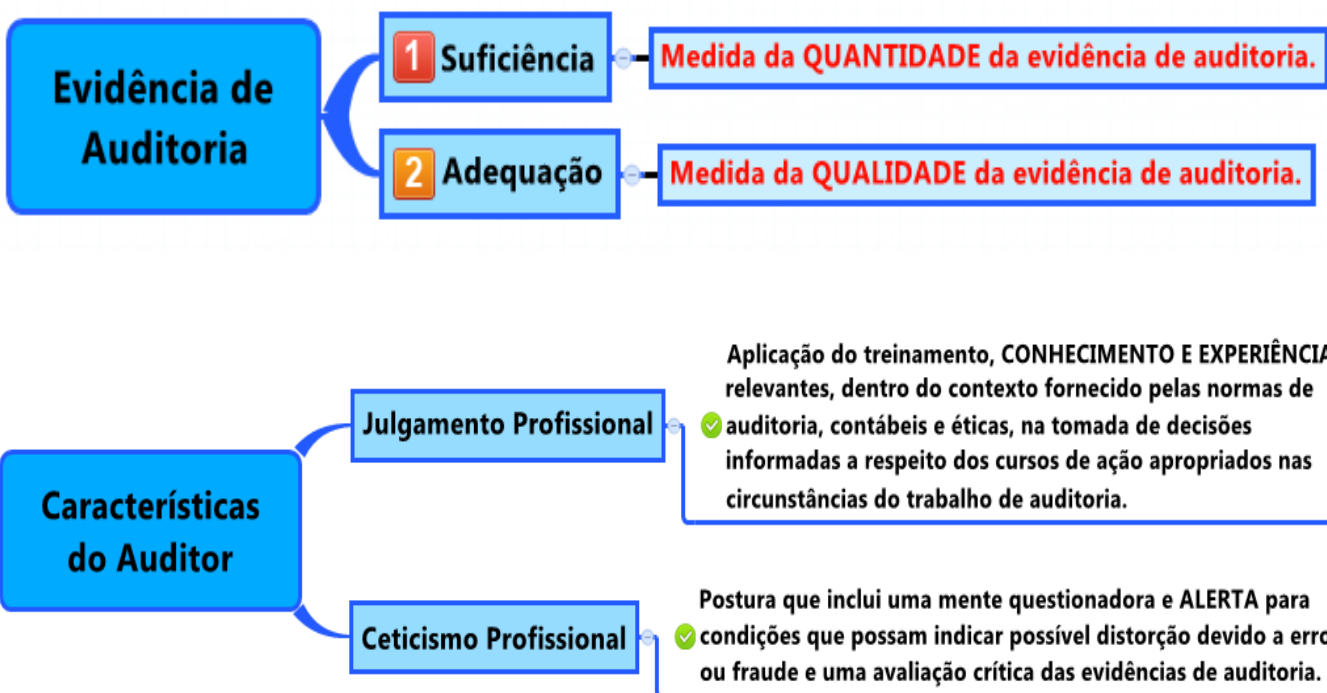 Evidência de
Auditoria
1 Suficiência
Medida da QUANTIDADE da evidência de auditoria.
2 Adequação
Medida da QUALIDADE da evidência de auditoria.
Características
do Auditor
Julgamento Profissional
Aplicação do treinamento, CONHECIMENTO E EXPERIÊNCIA
relevantes, dentro do contexto fornecido pelas normas de
auditoria, contábeis e éticas, na tomada de decisões
informadas a respeito dos cursos de ação apropriados nas
circunstâncias do trabalho de auditoria.
Ceticismo Profissional
Postura que inclui uma mente questionadora e ALERTA para
condições que possam indicar possível distorção devido a erro
ou fraude e uma avaliação crítica das evidências de auditoria.